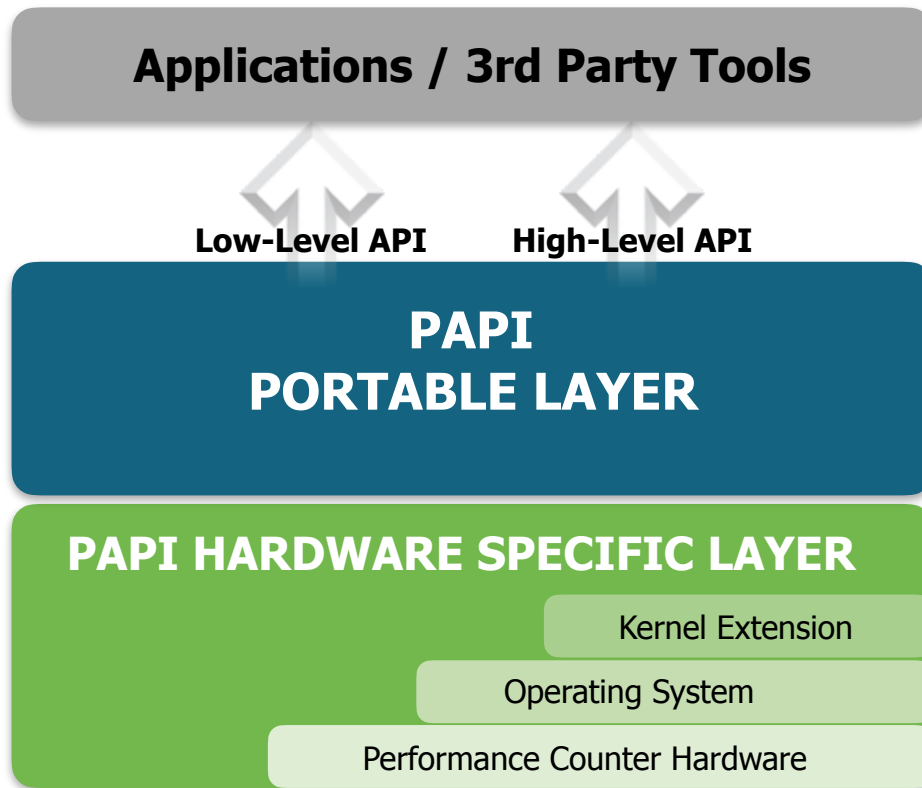 Applications / 3rd Party Tools
Low-Level API High-Level API
PAPI
PORTABLE LAYER
PAPI HARDWARE SPECIFIC LAYER
Kernel Extension
Operating System
Performance Counter Hardware